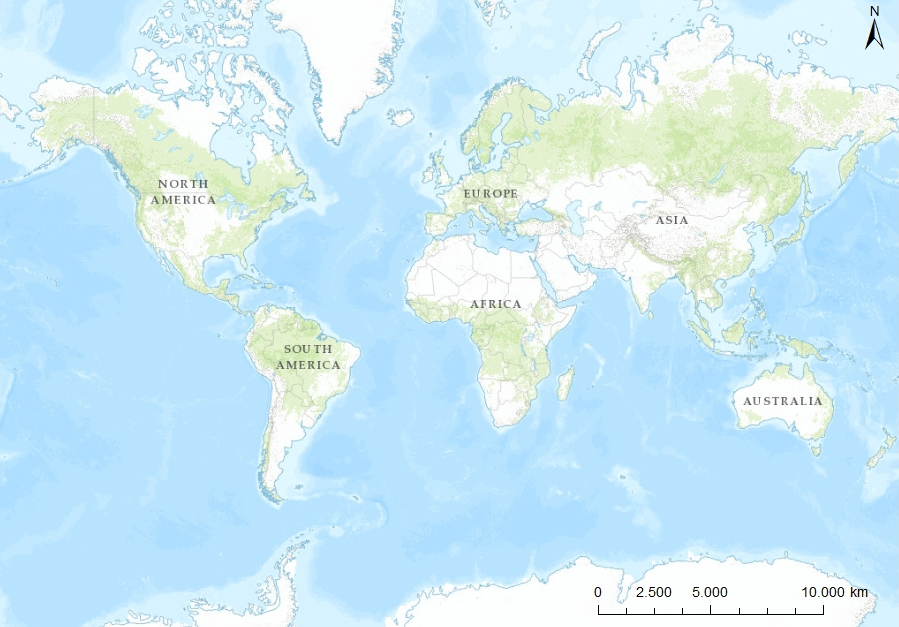 N
NORTH
AMERICA
EUROPE
ASIA
AFRICA
SOUTH
AMERICA
AUSTRALIA
0 2.500 5.000 10.000 km